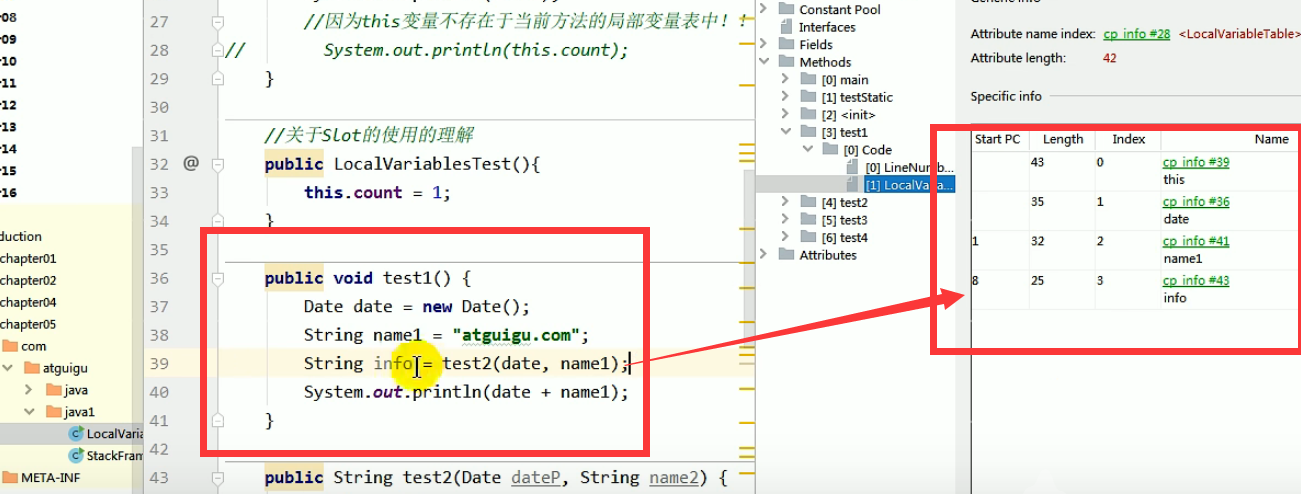 08
09
10
11
12
13
14
15
16
duction
chapter01
chapter02
chapter04
chapter05
com
atguigu
java
java1
LocalVaria
StackFram
META-INF
27 //因为this变量不存在于当前方法的局部变量表中！！
28 // System.out.println(this.count);
29 }
30
31 //关于Slot的使用的理解
32 @ public LocalVariablesTest(){
33 this.count = 1;
34 }
35
36 public void test1() {
37 Date date = new Date();
38 String name1 = "atguigu.com";
39 String info = test2(date, name1);
40 System.out.println(date + name1);
41 }
42
43 public String test2(Date dateP, String name2) {
Constant Pool
Interfaces
Fields
Methods
[0] main
[1] testStatic
[2] <init>
[3] test1
[0] Code
[0] LineNumb...
[1] LocalVaria...
[4] test2
[5] test3
[6] test4
Attributes
Generic info
Attribute name index: cp info #28 <LocalVariableTable>
Attribute length: 42
Specific info
Start PC Length Index Name
43 0 cp info #39
this
35 1 cp info #36
date
1 32 2 cp info #41
name1
8 25 3 cp info #43
info